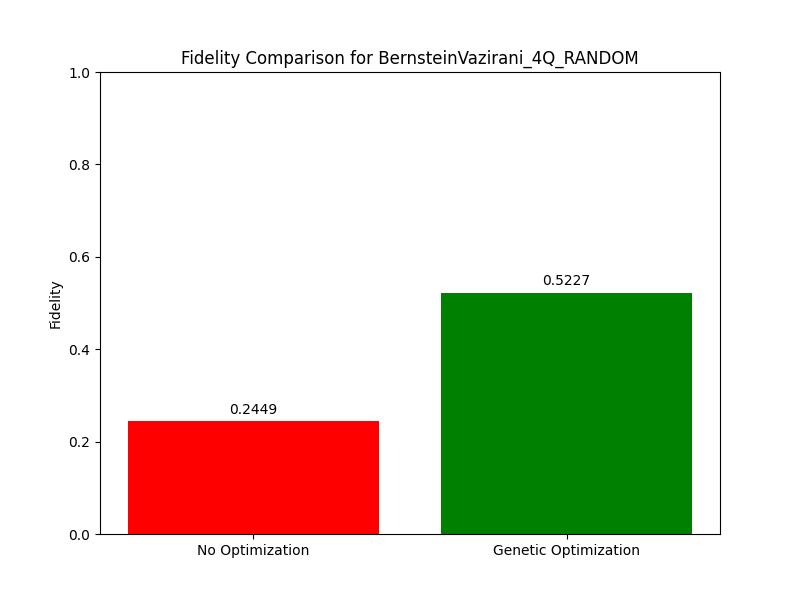 Fidelity Comparison for BernsteinVazirani_4Q_RANDOM
1.0
0.8
0.6
0.4
0.2
0.0
Fidelity
0.2449
0.5227
No Optimization
Genetic Optimization